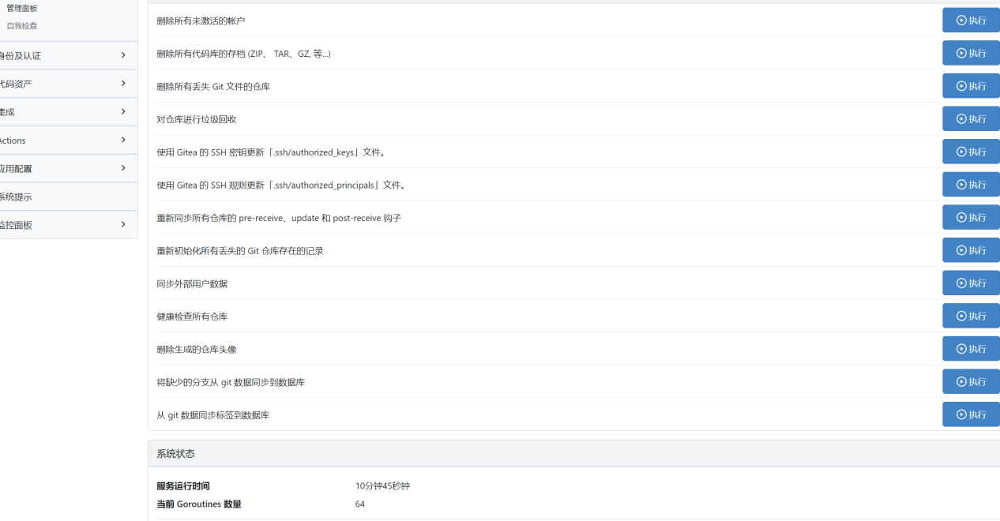 管理面板
自我检查
身份及认证
代码资产
集成
Actions
应用配置
系统提示
监控面板
删除所有未激活的帐户
执行
删除所有代码库的存档 (ZIP、 TAR、GZ, 等...)
执行
删除所有丢失 Git 文件的仓库
执行
对仓库进行垃圾回收
执行
使用 Gitea 的 SSH 密钥更新「.ssh/authorized_keys」文件。
执行
使用 Gitea 的 SSH 规则更新「.ssh/authorized_principals」文件。
执行
重新同步所有仓库的 pre-receive、update 和 post-receive 钩子
执行
重新初始化所有丢失的 Git 仓库存在的记录
执行
同步外部用户数据
执行
健康检查所有仓库
执行
删除生成的仓库头像
执行
将缺少的分支从 git 数据同步到数据库
执行
从 git 数据同步标签到数据库
执行
系统状态
服务运行时间 10分钟45秒钟
当前 Goroutines 数量 64